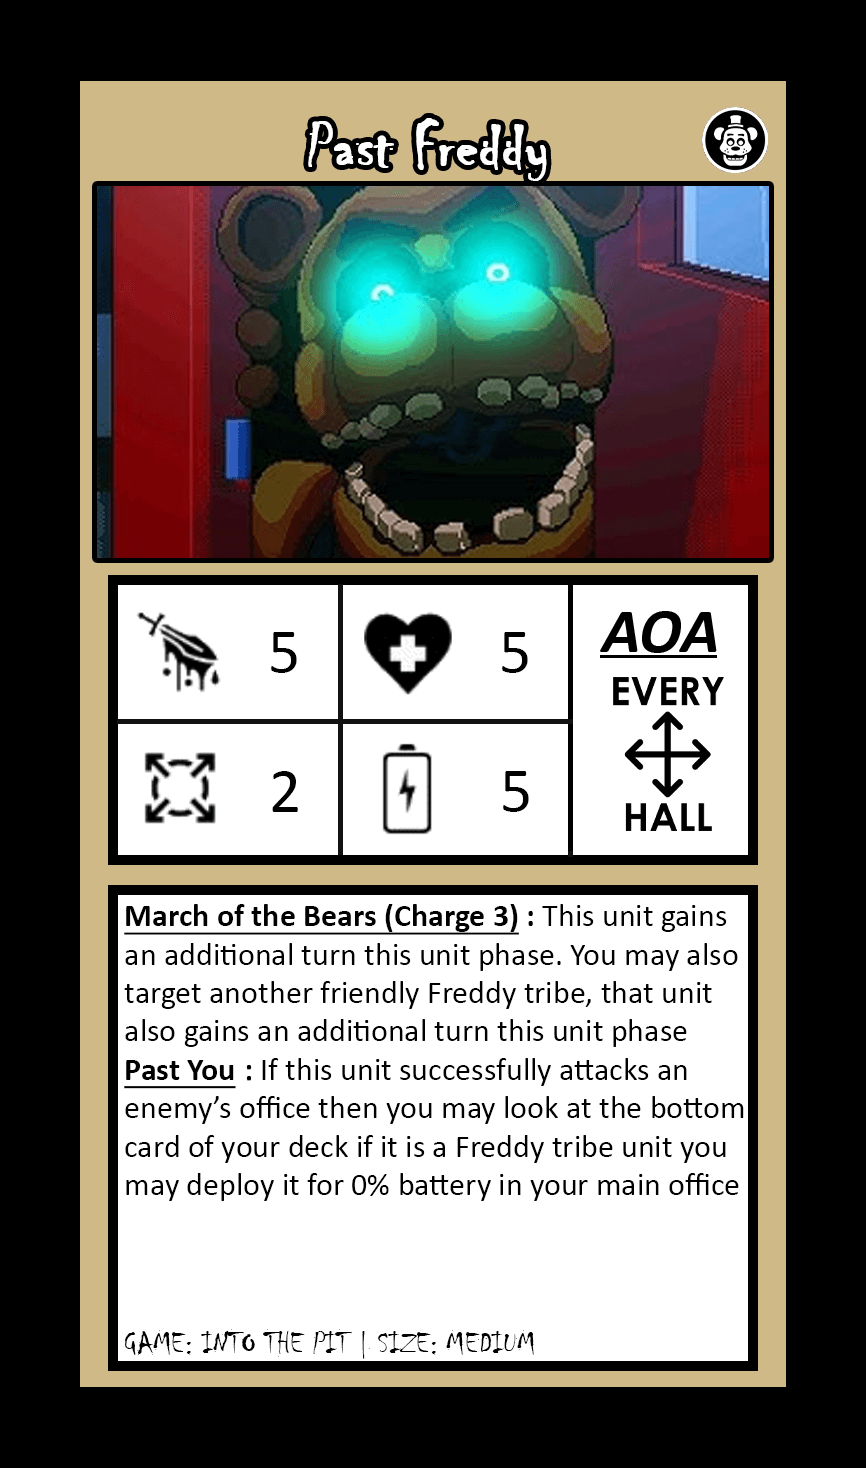 Past Freddy
5
5
AOA
EVERY
HALL
2
5
March of the Bears (Charge 3) : This unit gains
an additional turn this unit phase. You may also
target another friendly Freddy tribe, that unit
also gains an additional turn this unit phase
Past You : If this unit successfully attacks an
enemy’s office then you may look at the bottom
card of your deck if it is a Freddy tribe unit you
may deploy it for 0% battery in your main office
GAME: INTO THE PIT | SIZE: MEDIUM